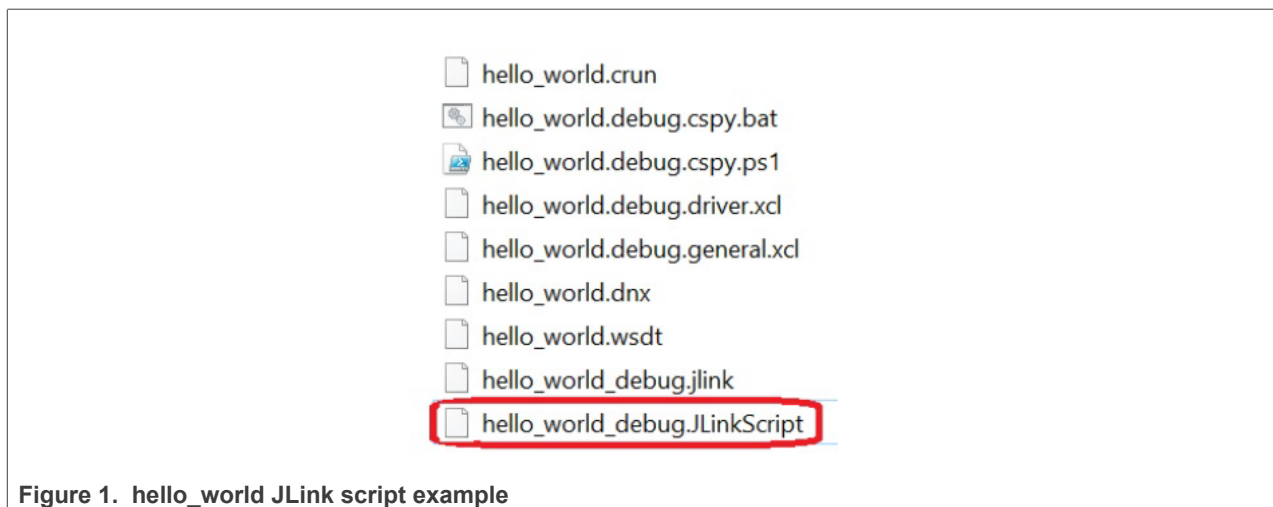 hello_world.crun
hello_world.debug.cspy.bat
hello_world.debug.cspy.ps1
hello_world.debug.driver.xcl
hello_world.debug.general.xcl
hello_world.dnx
hello_world.wsdt
hello_world_debug.jlink
hello_world_debug.JLinkScript
Figure 1. hello_world JLink script example